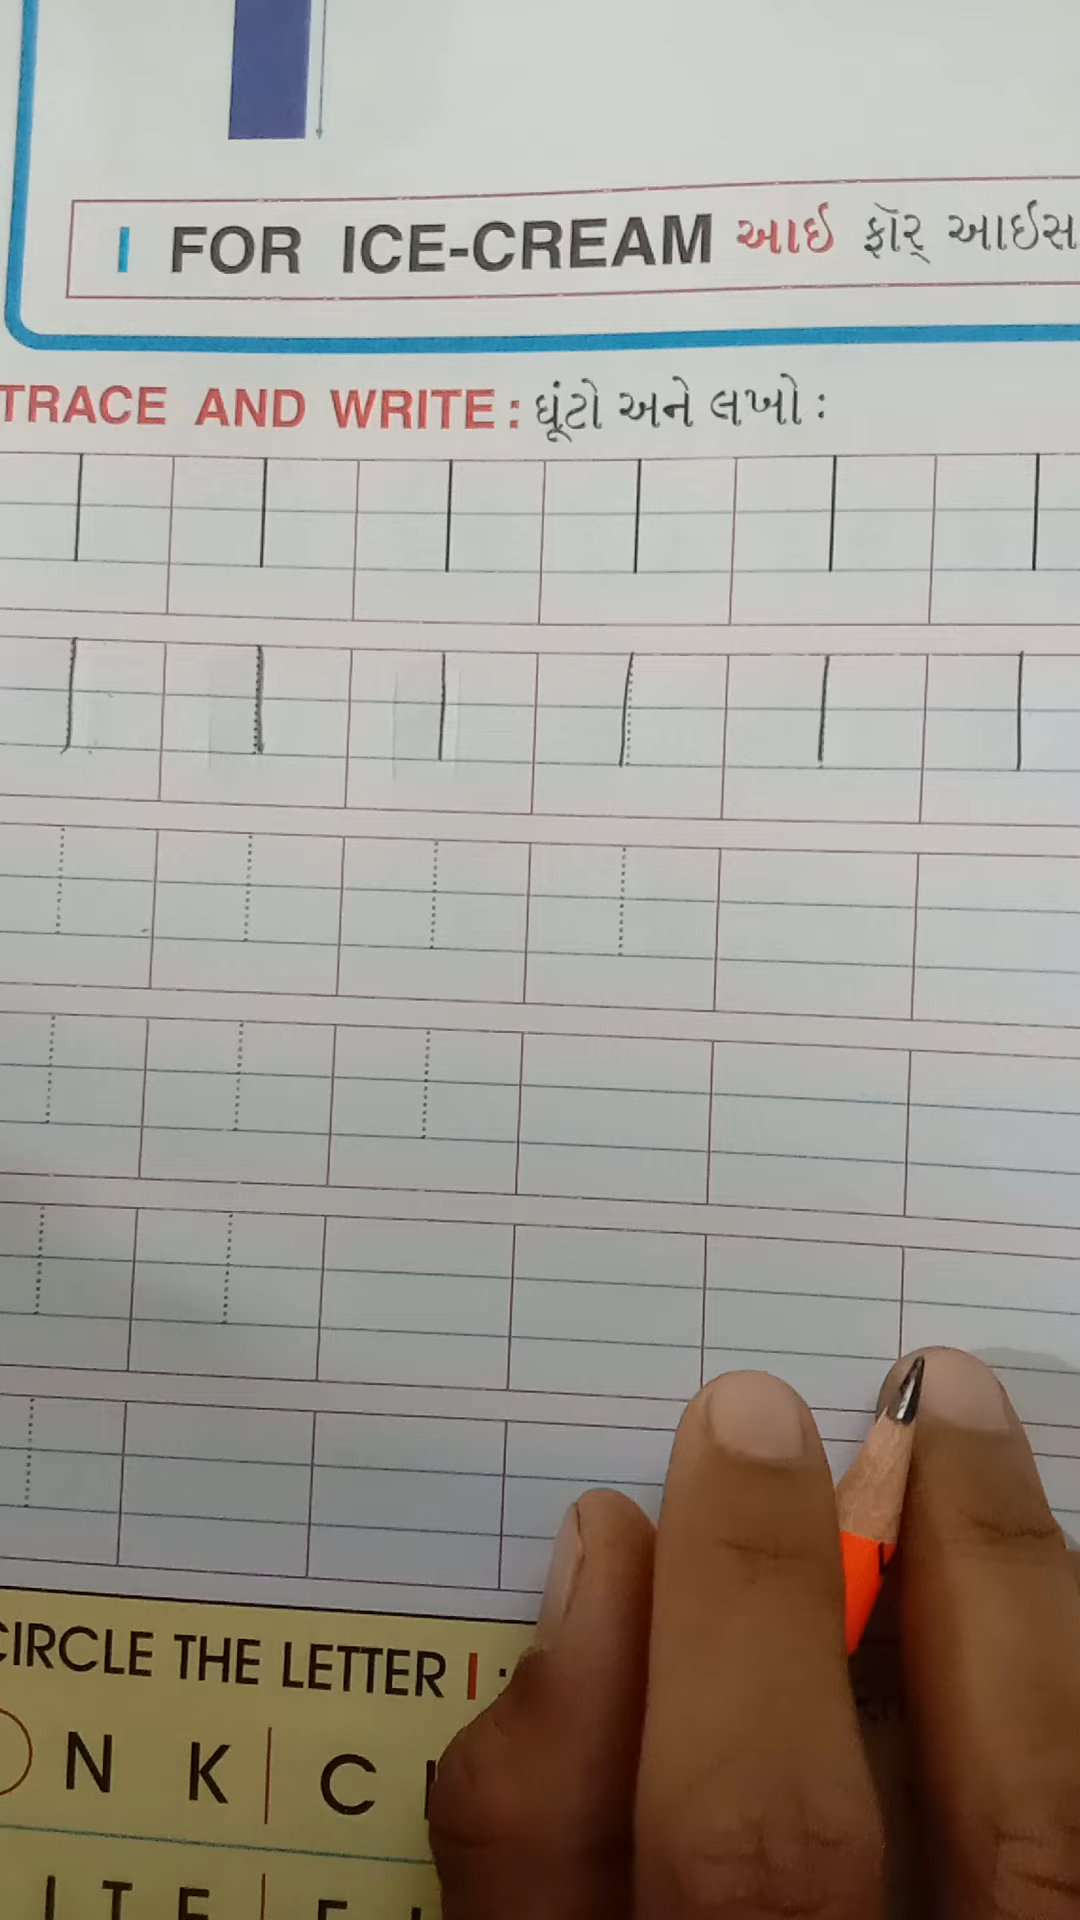 I FOR ICE-CREAM આઈ ફૉર્ આઈસ
TRACE AND WRITE : ઘૂંટો અને લખો :
I I I I I I
I I I I I I
I I I I
I I I
I I
I
CIRCLE THE LETTER I :
N K C
I T F